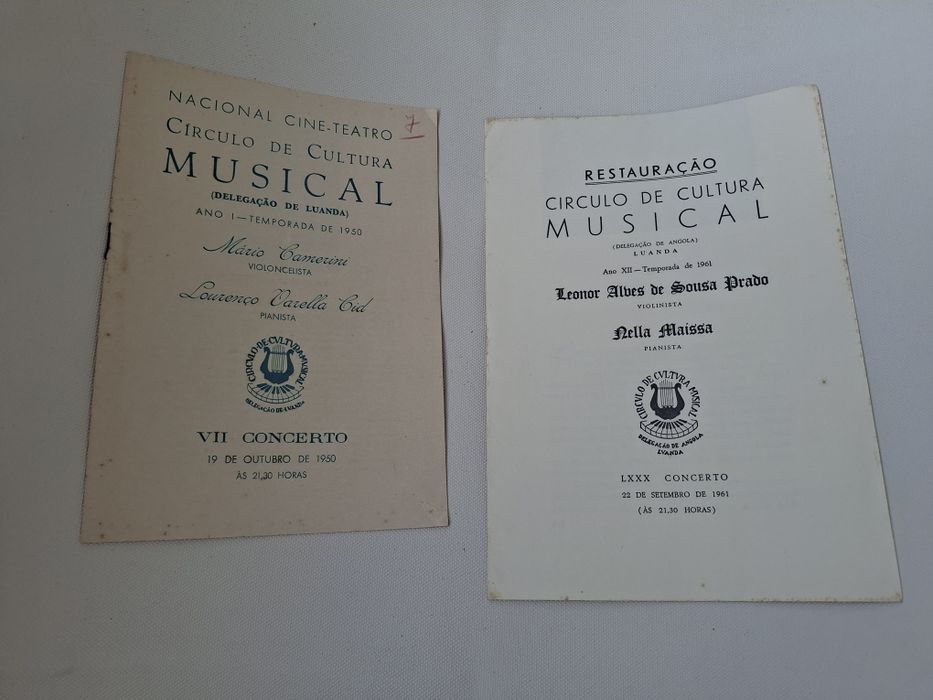 NACIONAL CINE-TEATRO
7
CÍRCULO DE CULTURA
MUSICAL
(DELEGAÇÃO DE LUANDA)
ANO I — TEMPORADA DE 1950
Mário Camerini
VIOLONCELISTA
Lourenço Varella Cid
PIANISTA
CIRCULO·DE·CVLTVRA·MUSICAL
DELEGAÇÃO·DE·LUANDA
VII CONCERTO
19 DE OUTUBRO DE 1950
ÀS 21,30 HORAS
RESTAURAÇÃO
CIRCULO DE CULTURA
MUSICAL
(DELEGAÇÃO DE ANGOLA)
LUANDA
Ano XII — Temporada de 1961
Leonor Alves de Sousa Prado
VIOLINISTA
Nella Maissa
PIANISTA
CIRCULO DE CVLTVRA MUSICAL
DELEGAÇÃO DE ANGOLA
LVANDA
LXXX CONCERTO
22 DE SETEMBRO DE 1961
(ÀS 21,30 HORAS)